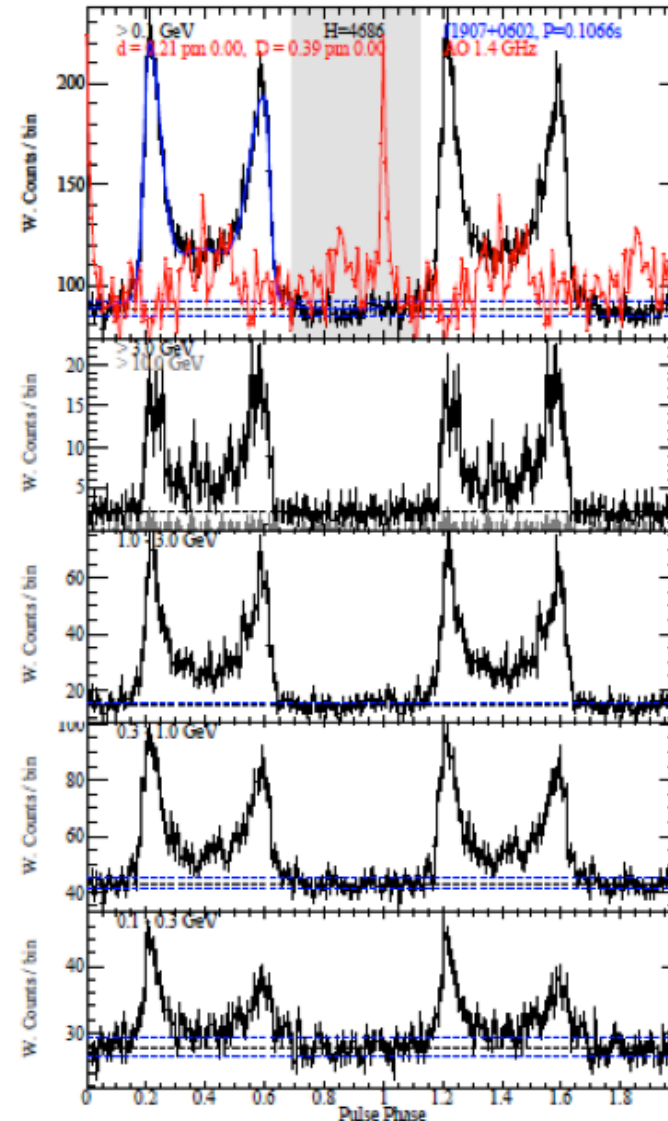 > 0.1 GeV H=4686 J1907+0602, P=0.1066s
d = 0.21 pm 0.00, D = 0.39 pm 0.00 AO 1.4 GHz
W. Counts / bin
200
150
100
> 3.0 GeV
> 10.0 GeV
W. Counts / bin
20
15
10
5
1.0 - 3.0 GeV
W. Counts / bin
60
40
20
0.3 - 1.0 GeV
W. Counts / bin
100
80
60
40
0.1 - 0.3 GeV
W. Counts / bin
40
30
0 0.2 0.4 0.6 0.8 1 1.2 1.4 1.6 1.8
Pulse Phase